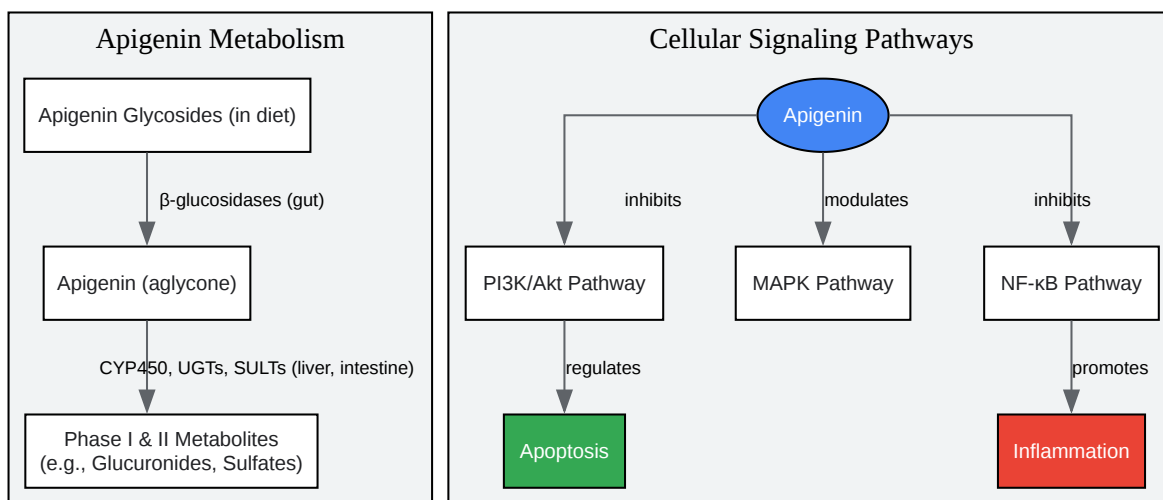 Apigenin Metabolism
Apigenin Glycosides (in diet)
β-glucosidases (gut)
Apigenin (aglycone)
CYP450, UGTs, SULTs (liver, intestine)
Phase I & II Metabolites
(e.g., Glucuronides, Sulfates)
Cellular Signaling Pathways
Apigenin
inhibits
modulates
inhibits
PI3K/Akt Pathway
MAPK Pathway
NF-κB Pathway
regulates
promotes
Apoptosis
Inflammation